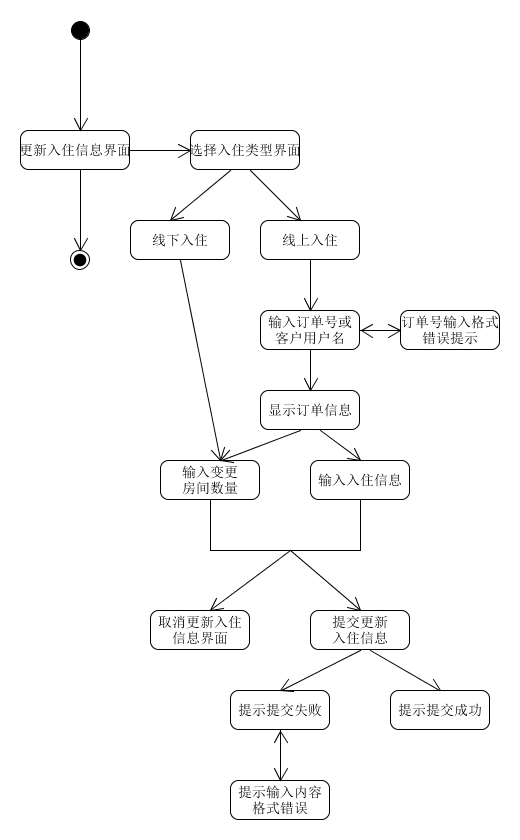 更新入住信息界面
选择入住类型界面
线下入住
线上入住
输入订单号或
客户用户名
订单号输入格式
错误提示
显示订单信息
输入变更
房间数量
输入入住信息
取消更新入住
信息界面
提交更新
入住信息
提示提交失败
提示提交成功
提示输入内容
格式错误